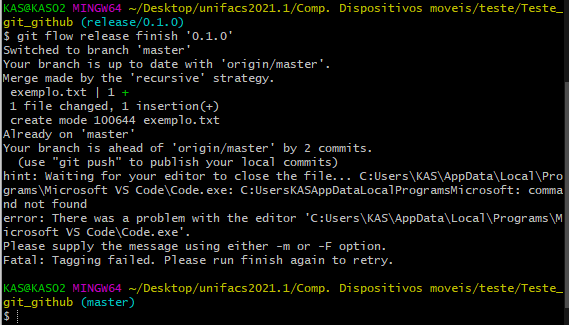 KAS@KASO2 MINGW64 ~/Desktop/unifacs2021.1/Comp. Dispositivos moveis/teste/Teste_
git_github (release/0.1.0)
$ git flow release finish '0.1.0'
Switched to branch 'master'
Your branch is up to date with 'origin/master'.
Merge made by the 'recursive' strategy.
 exemplo.txt | 1 +
 1 file changed, 1 insertion(+)
 create mode 100644 exemplo.txt
Already on 'master'
Your branch is ahead of 'origin/master' by 2 commits.
  (use "git push" to publish your local commits)
hint: Waiting for your editor to close the file... C:Users\KAS\AppData\Local\Pro
grams\Microsoft VS Code\Code.exe: C:UsersKASAppDataLocalProgramsMicrosoft: comma
nd not found
error: There was a problem with the editor 'C:Users\KAS\AppData\Local\Programs\M
icrosoft VS Code\Code.exe'.
Please supply the message using either -m or -F option.
Fatal: Tagging failed. Please run finish again to retry.

KAS@KASO2 MINGW64 ~/Desktop/unifacs2021.1/Comp. Dispositivos moveis/teste/Teste_
git_github (master)
$